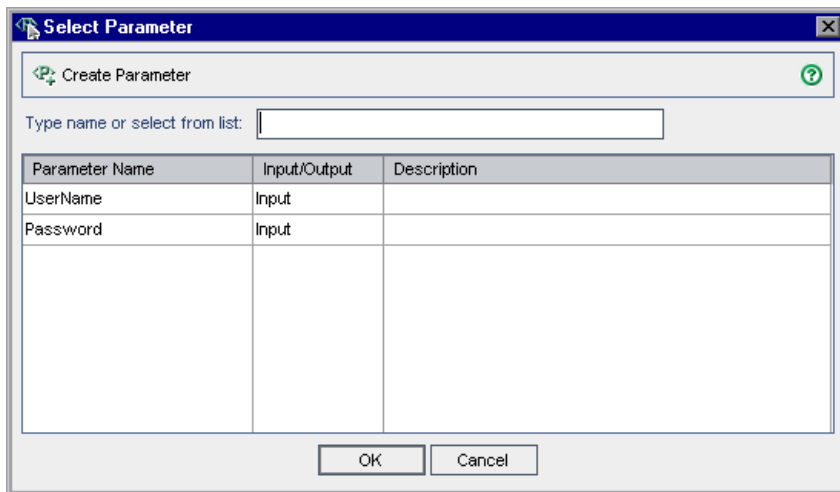 Select Parameter
Create Parameter
Type name or select from list:
Parameter Name Input/Output Description
UserName Input
Password Input
OK Cancel